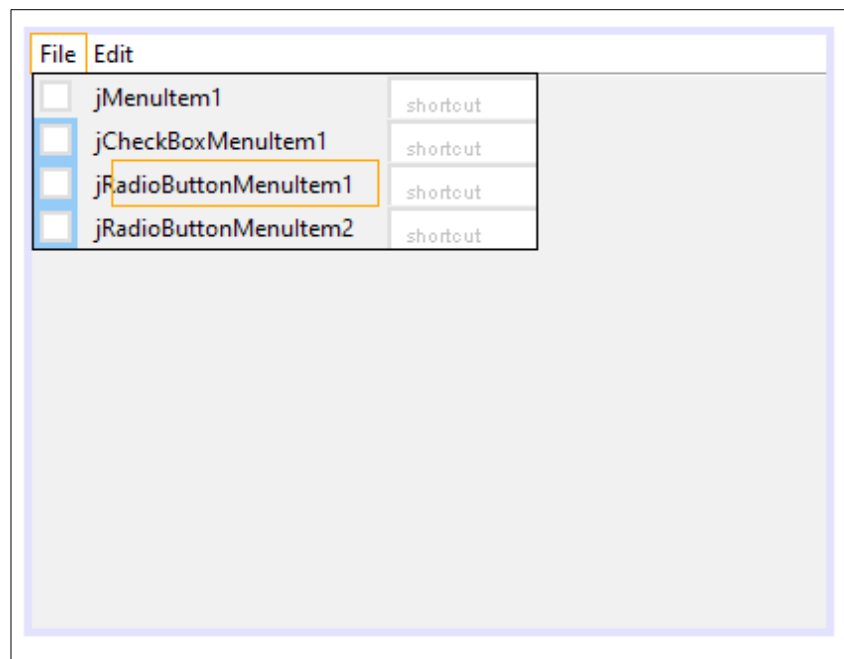 File Edit
jMenuItem1 shortcut
jCheckBoxMenuItem1 shortcut
jRadioButtonMenuItem1 shortcut
jRadioButtonMenuItem2 shortcut